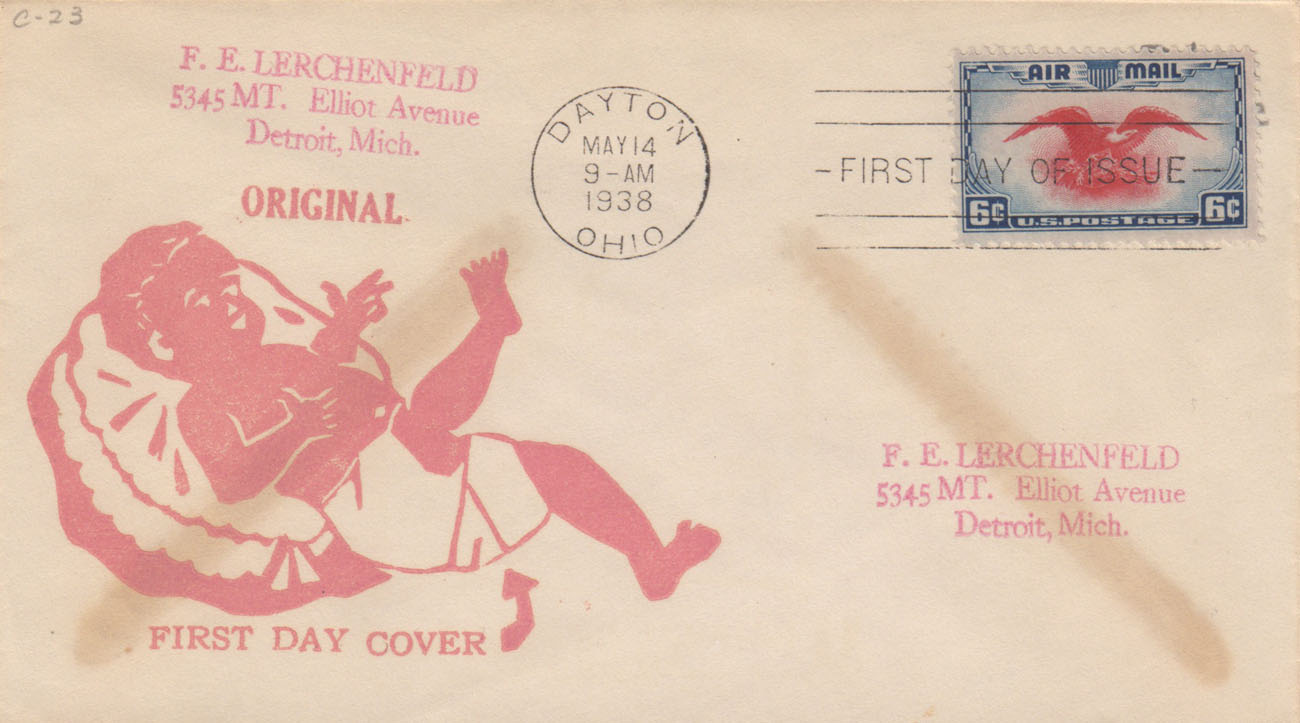 C-23
F. E. LERCHENFELD
5345 MT. Elliot Avenue
Detroit, Mich.
ORIGINAL
DAYTON
MAY 14
9-AM
1938
OHIO
AIR MAIL
-FIRST DAY OF ISSUE-
6¢ U.S. POSTAGE 6¢
F. E. LERCHENFELD
5345 MT. Elliot Avenue
Detroit, Mich.
FIRST DAY COVER